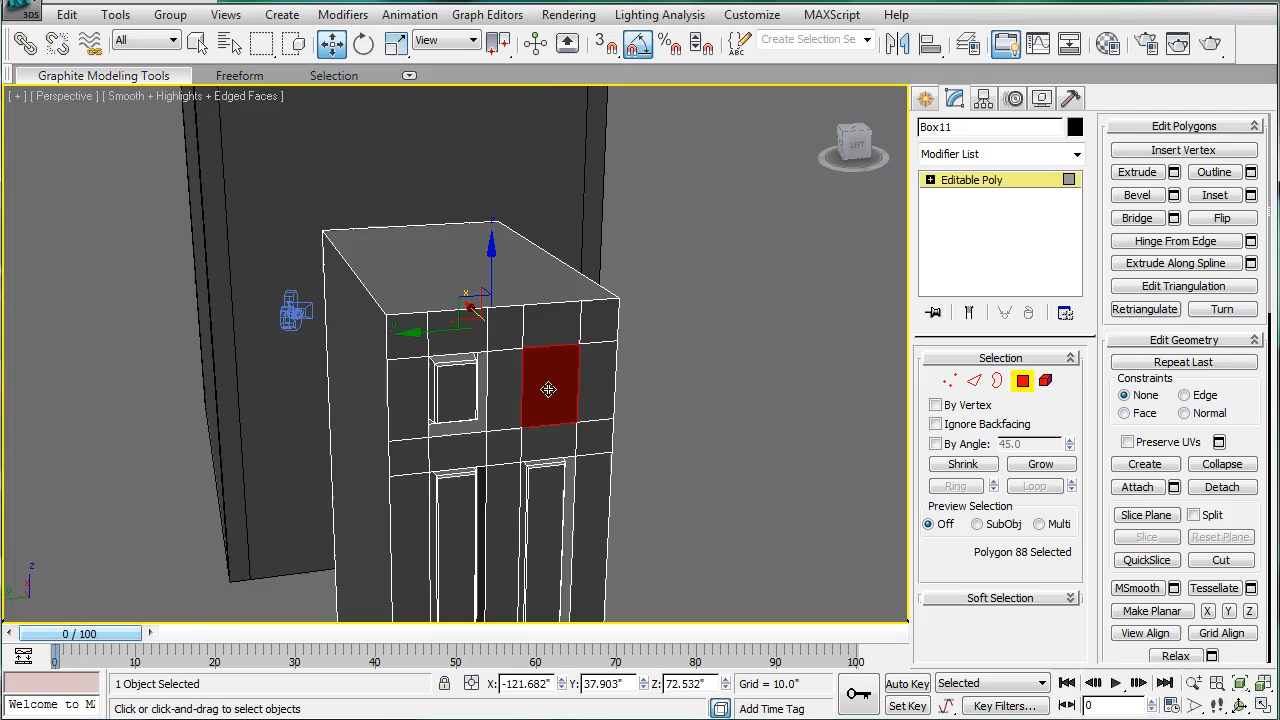 3DS
Edit Tools Group Views Create Modifiers Animation Graph Editors Rendering Lighting Analysis Customize MAXScript Help
All View 3 ABC Create Selection Se
Graphite Modeling Tools Freeform Selection
[ + ] [ Perspective ] [ Smooth + Highlights + Edged Faces ]
LEFT
z
x
y
z
x
y
Box11
Modifier List
Editable Poly
Selection
By Vertex
Ignore Backfacing
By Angle: 45.0
Shrink Grow
Ring Loop
Preview Selection
Off SubObj Multi
Polygon 88 Selected
Soft Selection
Edit Polygons
Insert Vertex
Extrude Outline
Bevel Inset
Bridge Flip
Hinge From Edge
Extrude Along Spline
Edit Triangulation
Retriangulate Turn
Edit Geometry
Repeat Last
Constraints
None Edge
Face Normal
Preserve UVs
Create Collapse
Attach Detach
Slice Plane Split
Slice Reset Plane
QuickSlice Cut
MSmooth Tessellate
Make Planar X Y Z
View Align Grid Align
Relax
0 / 100
0 10 20 30 40 50 60 70 80 90 100
1 Object Selected X: -121.682" Y: 37.903" Z: 72.532" Grid = 10.0" Auto Key Selected
Welcome to MA Click or click-and-drag to select objects Add Time Tag Set Key Key Filters... 0